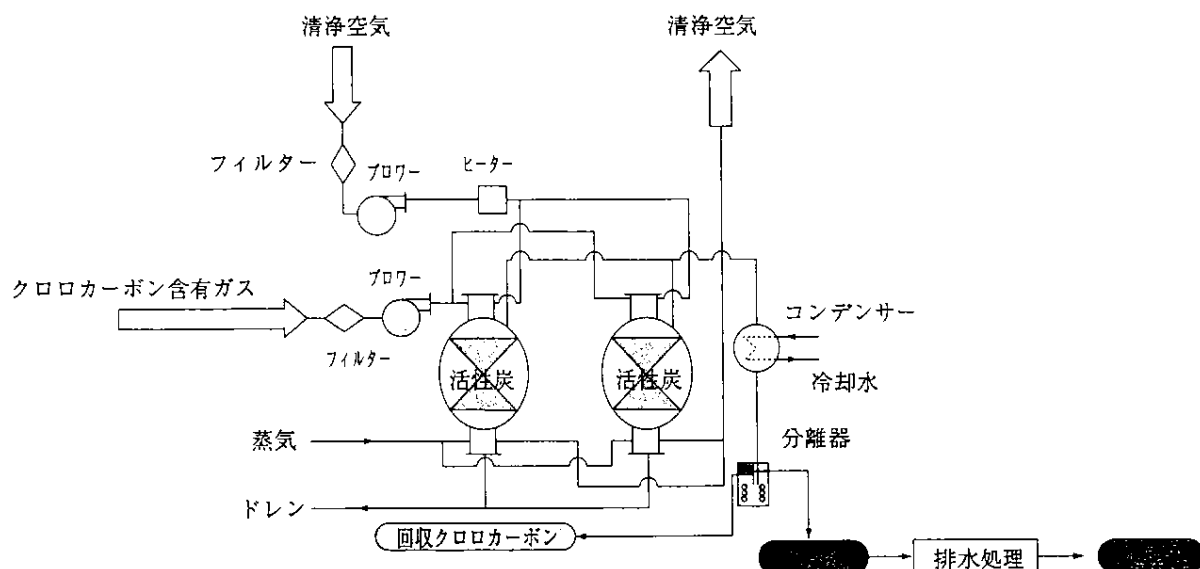 清浄空気
清浄空気
フィルター
ブロワー
ヒーター
ブロワー
クロロカーボン含有ガス
フィルター
コンデンサー
冷却水
活性炭
活性炭
蒸気
分離器
ドレン
回収クロロカーボン
排水処理